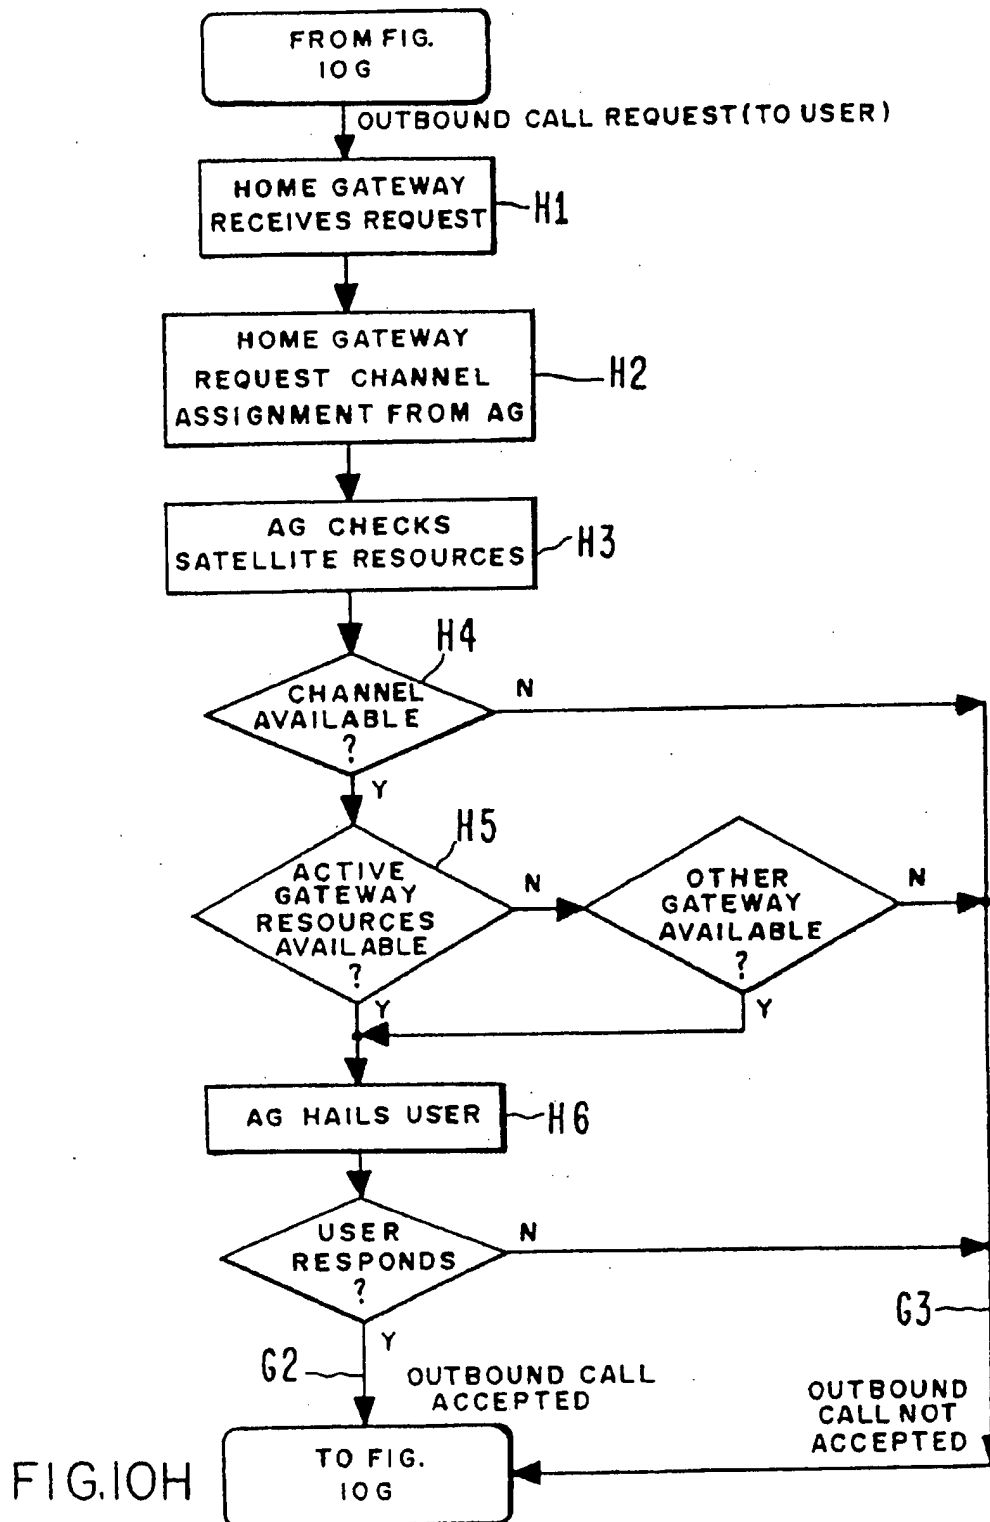 FROM FIG.
10G
OUTBOUND CALL REQUEST(TO USER)
HOME GATEWAY
RECEIVES REQUEST
H1
HOME GATEWAY
REQUEST CHANNEL
ASSIGNMENT FROM AG
H2
AG CHECKS
SATELLITE RESOURCES
H3
H4
CHANNEL
AVAILABLE
?
N
Y
H5
ACTIVE
GATEWAY
RESOURCES
AVAILABLE
?
N
Y
OTHER
GATEWAY
AVAILABLE
?
N
Y
AG HAILS USER
H6
USER
RESPONDS
?
N
Y
G3
G2
OUTBOUND CALL
ACCEPTED
OUTBOUND
CALL NOT
ACCEPTED
TO FIG.
10G
FIG.10H